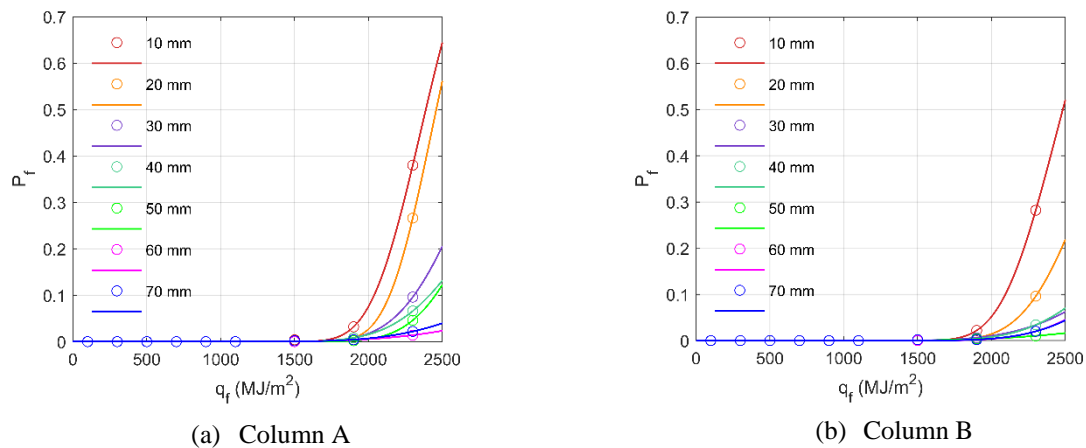 0.7
0.6
0.5
0.4
0.3
0.2
0.1
0
P_f
10 mm
20 mm
30 mm
40 mm
50 mm
60 mm
70 mm
0 500 1000 1500 2000 2500
q_f (MJ/m²)
(a) Column A
0.7
0.6
0.5
0.4
0.3
0.2
0.1
0
P_f
10 mm
20 mm
30 mm
40 mm
50 mm
60 mm
70 mm
0 500 1000 1500 2000 2500
q_f (MJ/m²)
(b) Column B